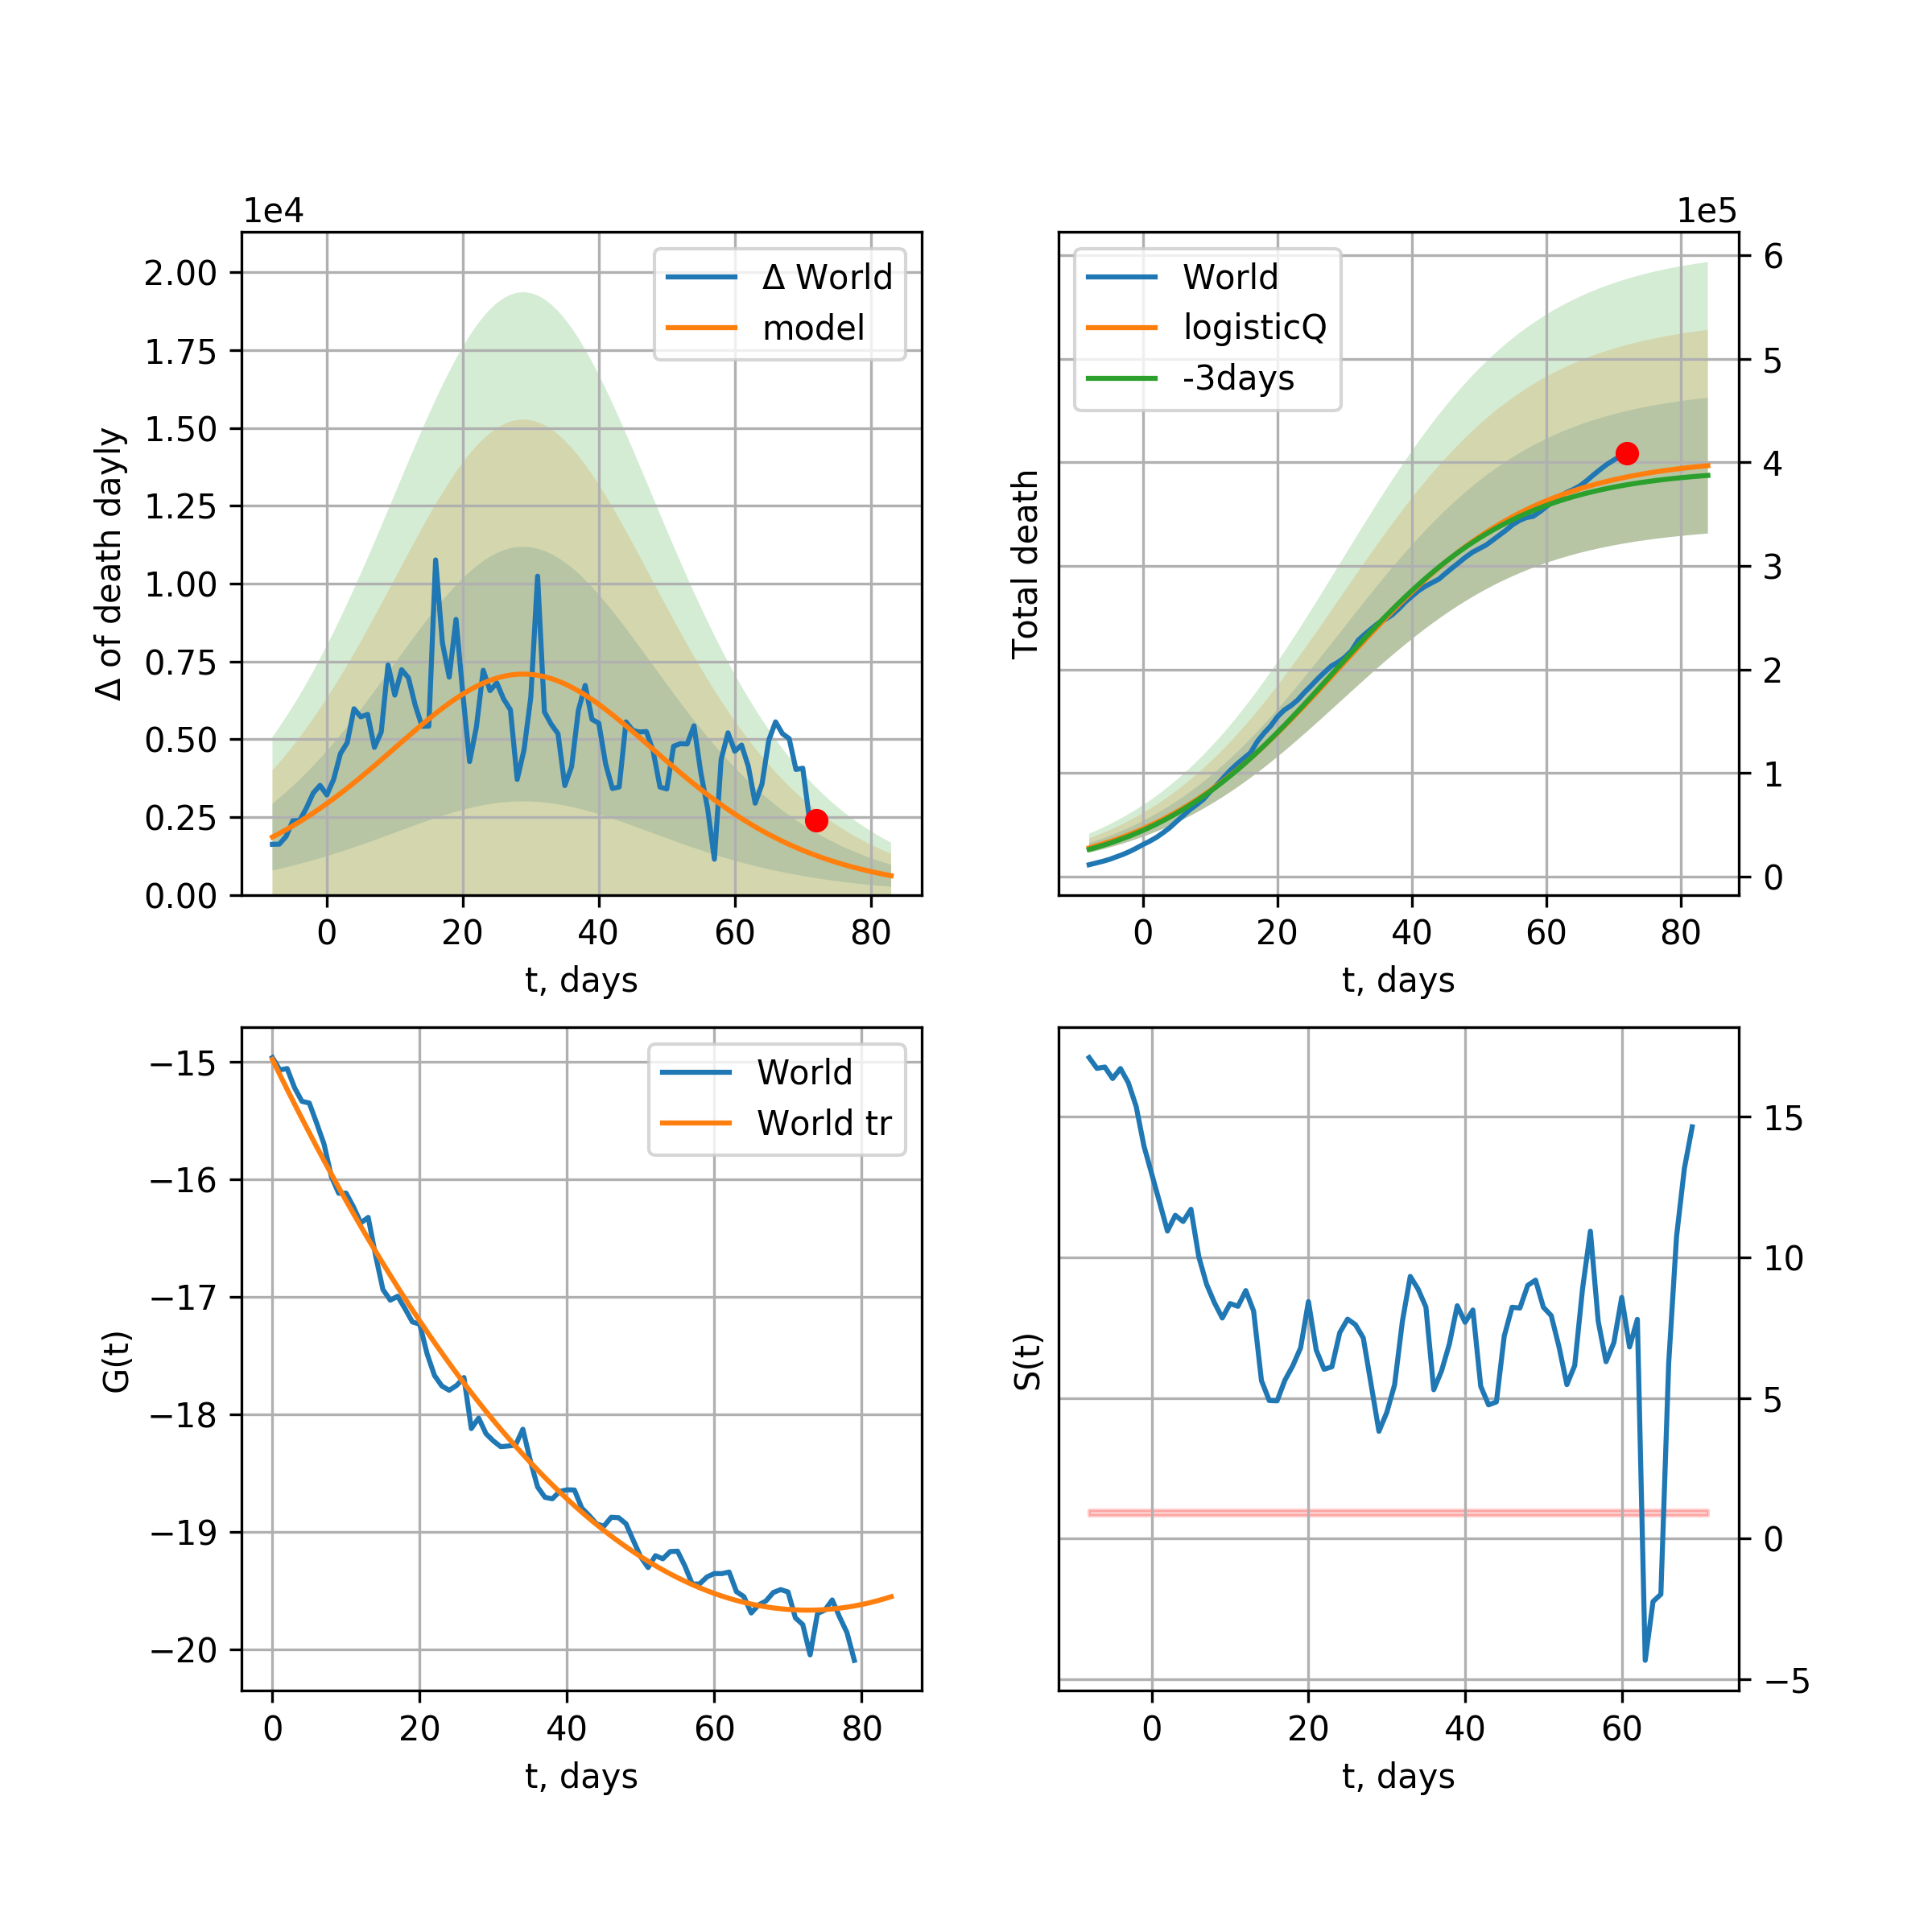 1e4
2.00
1.75
1.50
1.25
1.00
0.75
0.50
0.25
0.00
Δ of death dayly
Δ World
model
0 20 40 60 80
t, days
1e5
World
logisticQ
-3days
Total death
6
5
4
3
2
1
0
0 20 40 60 80
t, days
−15
−16
−17
−18
−19
−20
G(t)
World
World tr
0 20 40 60 80
t, days
S(t)
15
10
5
0
−5
0 20 40 60
t, days